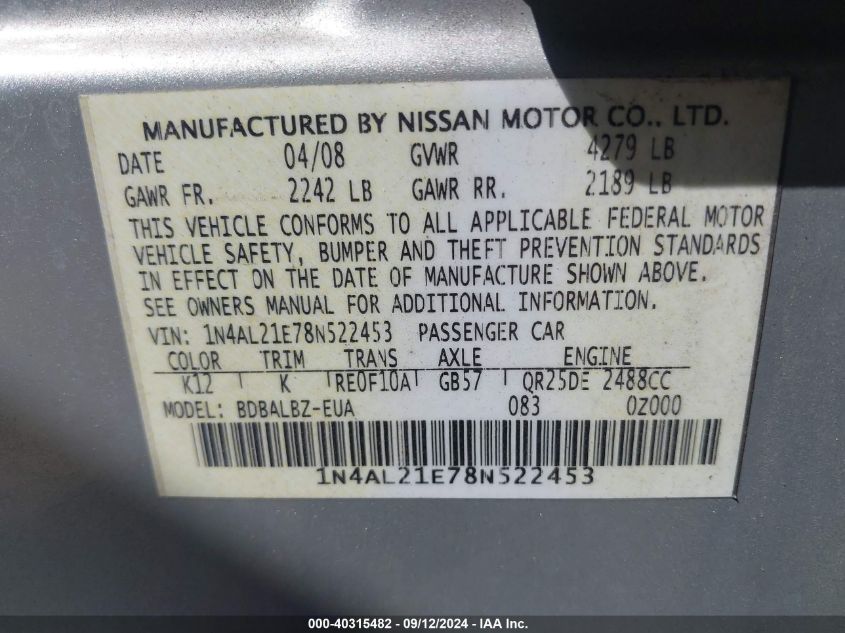 MANUFACTURED BY NISSAN MOTOR CO., LTD.
DATE 04/08 GVWR 4279 LB
GAWR FR. 2242 LB GAWR RR. 2189 LB
THIS VEHICLE CONFORMS TO ALL APPLICABLE FEDERAL MOTOR
VEHICLE SAFETY, BUMPER AND THEFT PREVENTION STANDARDS
IN EFFECT ON THE DATE OF MANUFACTURE SHOWN ABOVE.
SEE OWNERS MANUAL FOR ADDITIONAL INFORMATION.
VIN: 1N4AL21E78N522453 PASSENGER CAR
COLOR TRIM TRANS AXLE ENGINE
K12 K RE0F10A GB57 QR25DE 2488CC
MODEL: BDBALBZ-EUA 083 0Z000
1N4AL21E78N522453
000-40315482 - 09/12/2024 - IAA Inc.